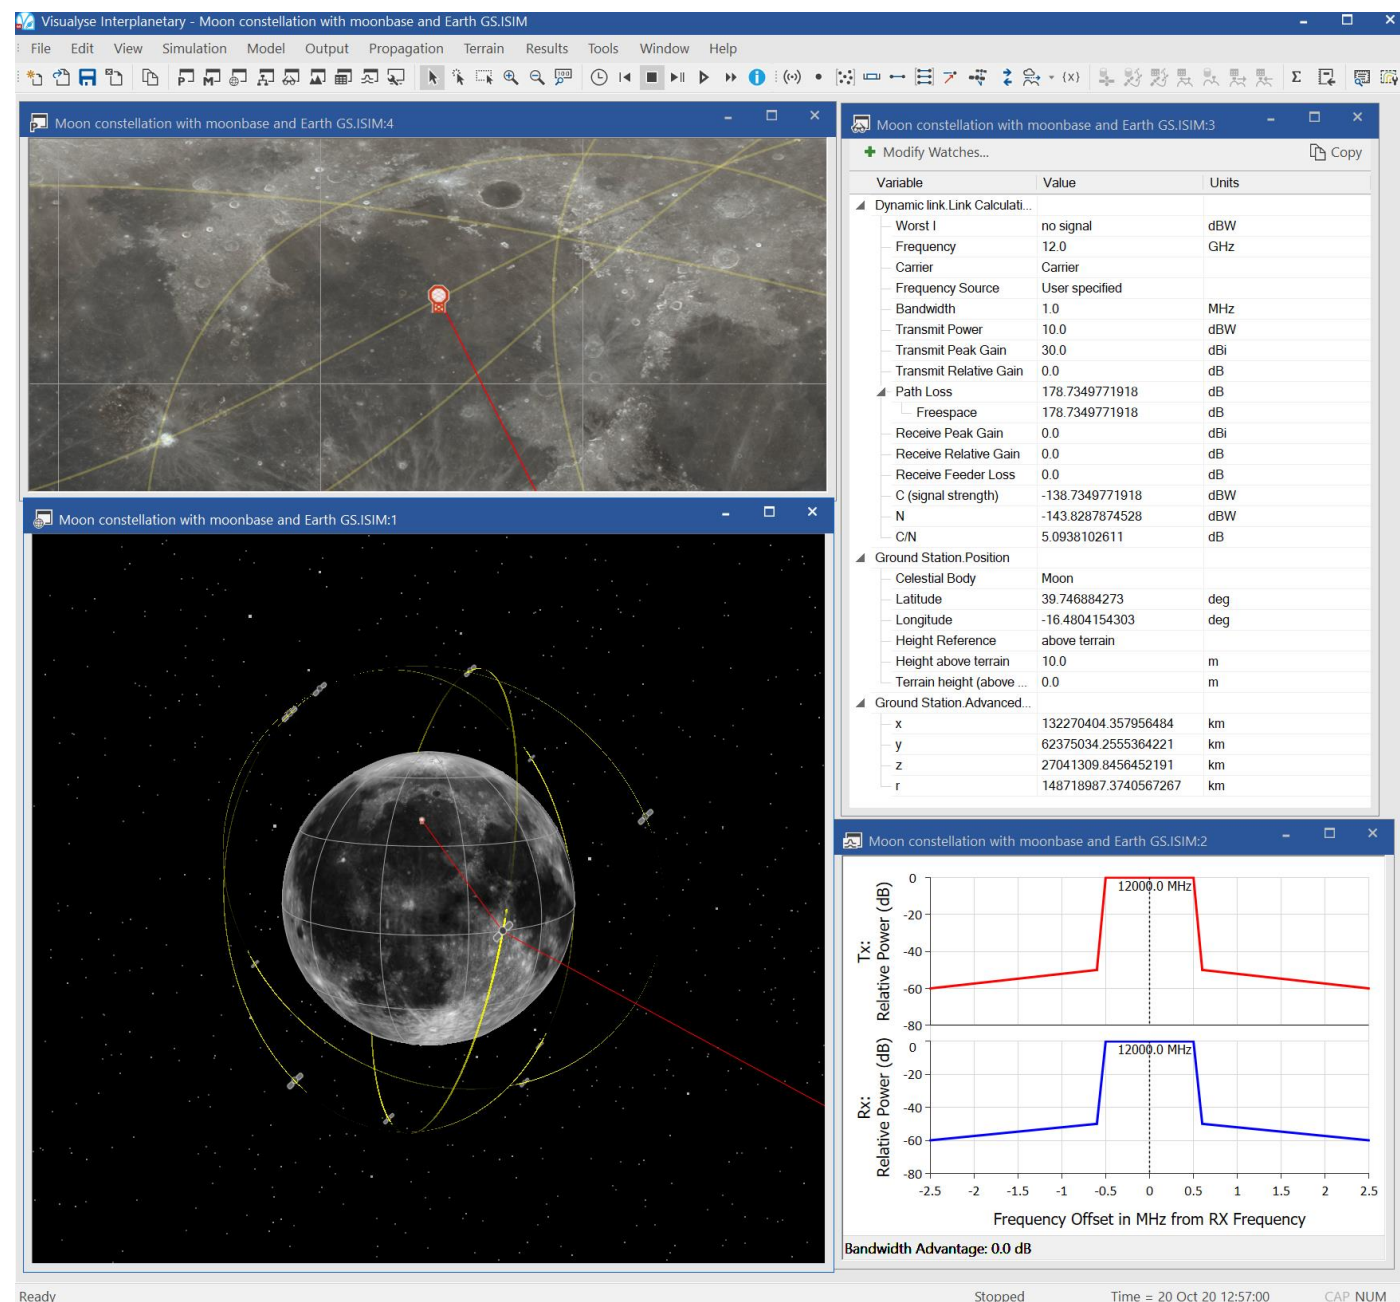 Visualyse Interplanetary - Moon constellation with moonbase and Earth GS.ISIM
File Edit View Simulation Model Output Propagation Terrain Results Tools Window Help
Moon constellation with moonbase and Earth GS.ISIM:4
Moon constellation with moonbase and Earth GS.ISIM:3
Modify Watches... Copy
Variable Value Units
Dynamic link.Link Calculati...
Worst I no signal dBW
Frequency 12.0 GHz
Carrier Carrier
Frequency Source User specified
Bandwidth 1.0 MHz
Transmit Power 10.0 dBW
Transmit Peak Gain 30.0 dBi
Transmit Relative Gain 0.0 dB
Path Loss 178.7349771918 dB
Freespace 178.7349771918 dB
Receive Peak Gain 0.0 dBi
Receive Relative Gain 0.0 dB
Receive Feeder Loss 0.0 dB
C (signal strength) -138.7349771918 dBW
N -143.8287874528 dBW
C/N 5.0938102611 dB
Ground Station.Position
Celestial Body Moon
Latitude 39.746884273 deg
Longitude -16.4804154303 deg
Height Reference above terrain
Height above terrain 10.0 m
Terrain height (above ... 0.0 m
Ground Station.Advanced...
x 132270404.357956484 km
y 62375034.2555364221 km
z 27041309.8456452191 km
r 148718987.3740567267 km
Moon constellation with moonbase and Earth GS.ISIM:1
Moon constellation with moonbase and Earth GS.ISIM:2
Tx:
Relative Power (dB)
0
-20
-40
-60
-80
12000.0 MHz
Rx:
Relative Power (dB)
0
-20
-40
-60
-80
12000.0 MHz
-2.5 -2 -1.5 -1 -0.5 0 0.5 1 1.5 2 2.5
Frequency Offset in MHz from RX Frequency
Bandwidth Advantage: 0.0 dB
Ready Stopped Time = 20 Oct 20 12:57:00 CAP NUM